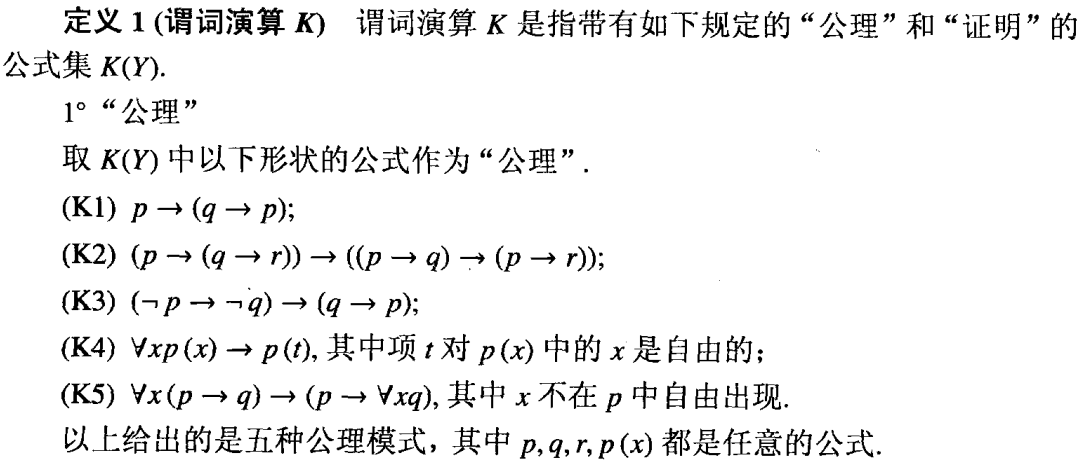 定义 1 (谓词演算 K)　谓词演算 K 是指带有如下规定的“公理”和“证明”的
公式集 K(Y).
1°“公理”
取 K(Y) 中以下形状的公式作为“公理”.
(K1) p → (q → p);
(K2) (p → (q → r)) → ((p → q) → (p → r));
(K3) (¬ p → ¬ q) → (q → p);
(K4) ∀xp (x) → p (t), 其中项 t 对 p (x) 中的 x 是自由的;
(K5) ∀x (p → q) → (p → ∀xq), 其中 x 不在 p 中自由出现.
以上给出的是五种公理模式，其中 p, q, r, p (x) 都是任意的公式.